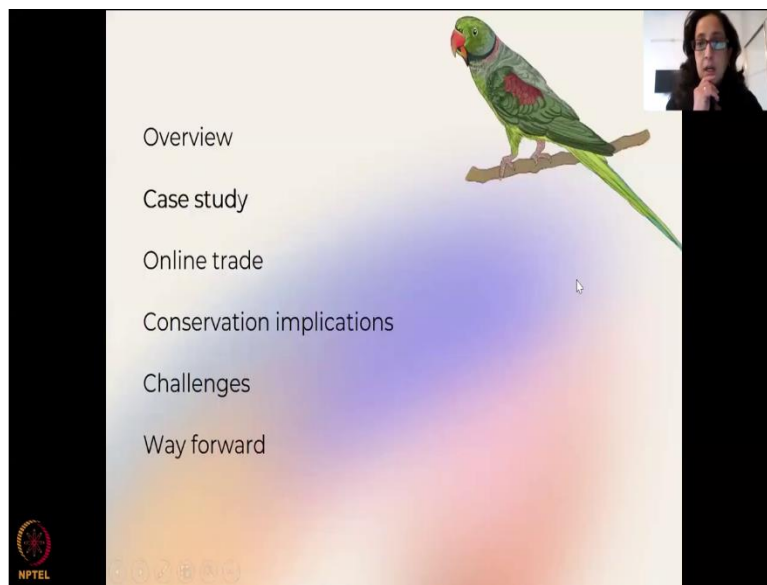 Overview
Case study
Online trade
Conservation implications
Challenges
Way forward
NPTEL